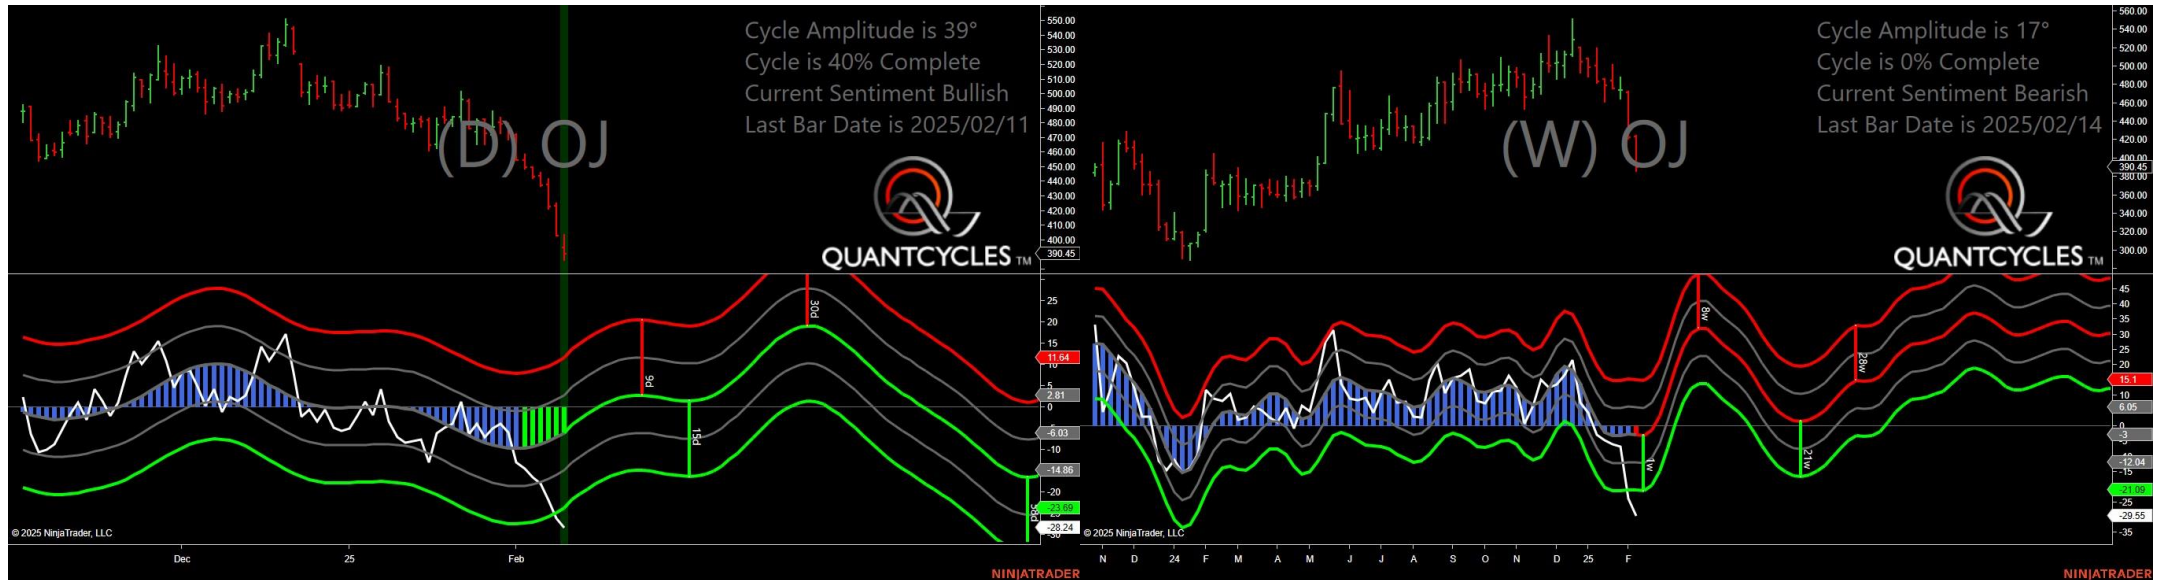 Cycle Amplitude is 39°
Cycle is 40% Complete
Current Sentiment Bullish
Last Bar Date is 2025/02/11
(D) OJ
QUANTCYCLES TM
550.00
540.00
530.00
520.00
510.00
500.00
490.00
480.00
470.00
460.00
450.00
440.00
430.00
420.00
410.00
400.00
390.45
30d
9d
15d
25
20
15
11.64
10
5
2.81
0
-6.03
-10
-14.86
-20
-23.69
-28.24
-30
© 2025 NinjaTrader, LLC
Dec
25
Feb
NINJATRADER
Cycle Amplitude is 17°
Cycle is 0% Complete
Current Sentiment Bearish
Last Bar Date is 2025/02/14
(W) OJ
QUANTCYCLES TM
560.00
540.00
520.00
500.00
480.00
460.00
440.00
420.00
400.00
390.45
380.00
360.00
340.00
320.00
300.00
8w
28w
1w
21w
45
40
35
30
25
20
15.1
10
6.05
0
-3
-12.04
-15
-21.09
-29.55
-35
© 2025 NinjaTrader, LLC
N
D
24
F
M
A
M
J
J
A
S
O
N
D
25
F
NINJATRADER